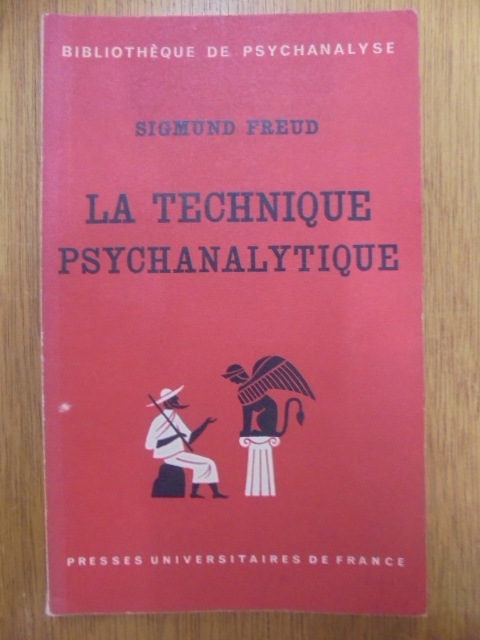 BIBLIOTHÈQUE DE PSYCHANALYSE
SIGMUND FREUD
LA TECHNIQUE
PSYCHANALYTIQUE
PRESSES UNIVERSITAIRES DE FRANCE